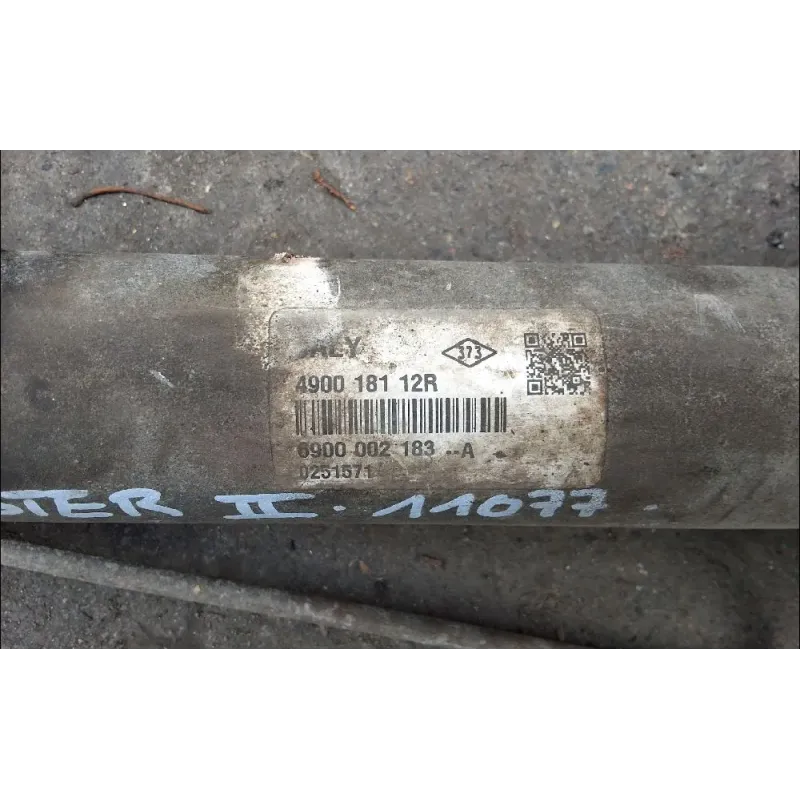 373
4900 181 12R
6900 002 183 --A
0251571
STER II. 11077.